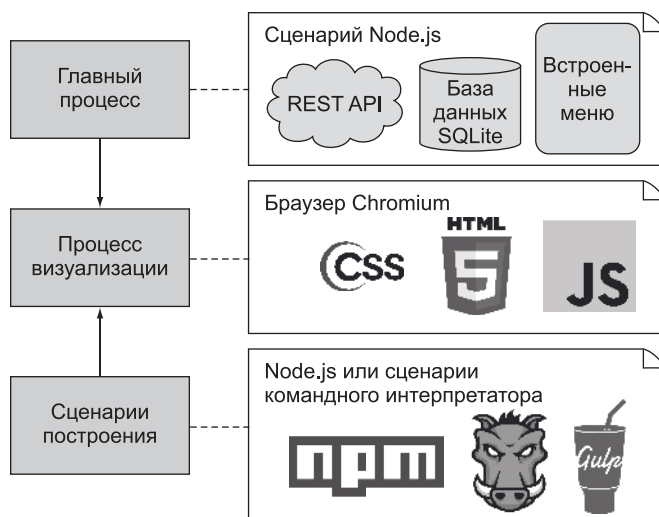 Главный
процесс
Сценарий Node.js
REST API
База
данных
SQLite
Встроен-
ные
меню
Процесс
визуализации
Браузер Chromium
CSS
HTML
5
JS
Сценарии
построения
Node.js или сценарии
командного интерпретатора
npm
Gulp